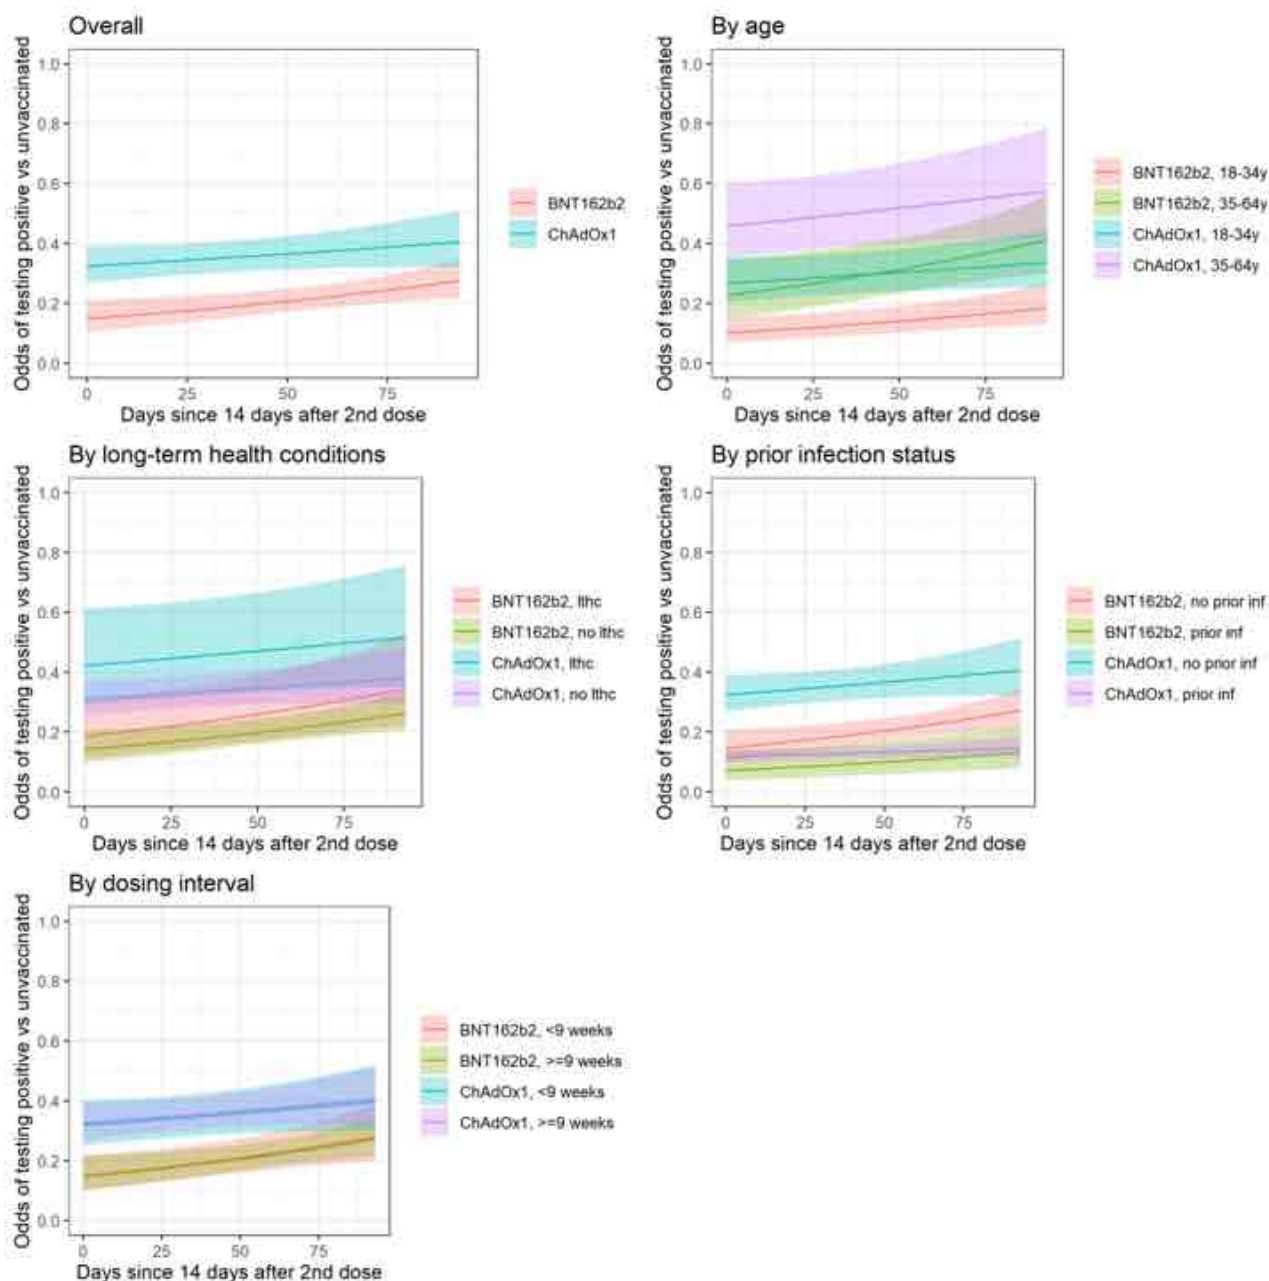 Overall
Odds of testing positive vs unvaccinated
1.0
0.8
0.6
0.4
0.2
0.0
0
25
50
75
Days since 14 days after 2nd dose
BNT162b2
ChAdOx1
By age
Odds of testing positive vs unvaccinated
1.0
0.8
0.6
0.4
0.2
0.0
0
25
50
75
Days since 14 days after 2nd dose
BNT162b2, 18-34y
BNT162b2, 35-64y
ChAdOx1, 18-34y
ChAdOx1, 35-64y
By long-term health conditions
Odds of testing positive vs unvaccinated
1.0
0.8
0.6
0.4
0.2
0.0
0
25
50
75
Days since 14 days after 2nd dose
BNT162b2, lthc
BNT162b2, no lthc
ChAdOx1, lthc
ChAdOx1, no lthc
By prior infection status
Odds of testing positive vs unvaccinated
1.0
0.8
0.6
0.4
0.2
0.0
0
25
50
75
Days since 14 days after 2nd dose
BNT162b2, no prior inf
BNT162b2, prior inf
ChAdOx1, no prior inf
ChAdOx1, prior inf
By dosing interval
Odds of testing positive vs unvaccinated
1.0
0.8
0.6
0.4
0.2
0.0
0
25
50
75
Days since 14 days after 2nd dose
BNT162b2, <9 weeks
BNT162b2, >=9 weeks
ChAdOx1, <9 weeks
ChAdOx1, >=9 weeks